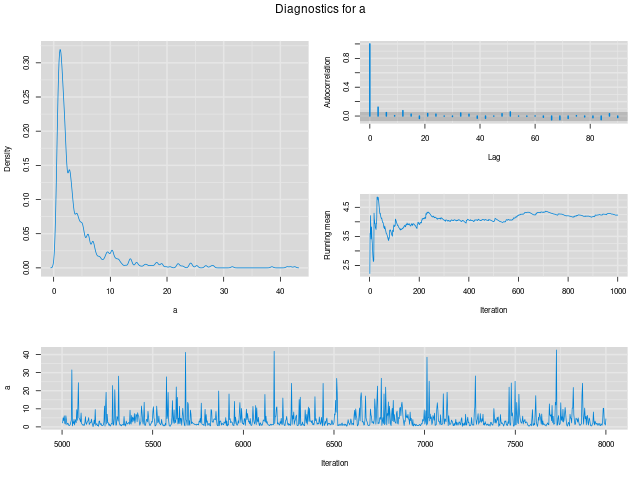 Diagnostics for a
Density
0.00 0.05 0.10 0.15 0.20 0.25 0.30
0 10 20 30 40
a
Autocorrelation
0.0 0.4 0.8
0 20 40 60 80
Lag
Running mean
2.5 3.5 4.5
0 200 400 600 800 1000
Iteration
a
0 10 20 30 40
5000 5500 6000 6500 7000 7500 8000
Iteration